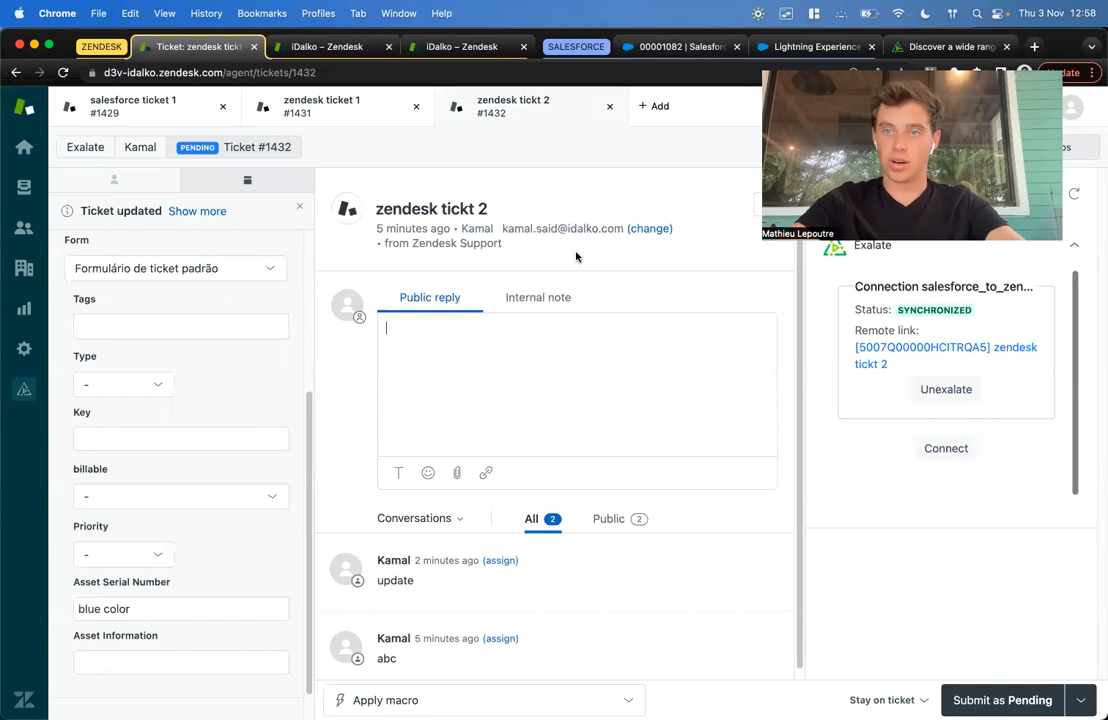 Chrome File Edit View History Bookmarks Profiles Tab Window Help Thu 3 Nov 12:58
ZENDESK Ticket: zendesk tickt iDalko – Zendesk iDalko – Zendesk SALESFORCE 00001082 | Salesforc Lightning Experience Discover a wide rang
d3v-idalko.zendesk.com/agent/tickets/1432
salesforce ticket 1
#1429
zendesk ticket 1
#1431
zendesk tickt 2
#1432
Add
Exalate Kamal PENDING Ticket #1432
Ticket updated Show more
Form
Formulário de ticket padrão
Tags
Type
-
Key
billable
-
Priority
-
Asset Serial Number
blue color
Asset Information
zendesk tickt 2
5 minutes ago • Kamal kamal.said@idalko.com (change)
• from Zendesk Support
Public reply Internal note
Conversations All 2 Public 2
Kamal 2 minutes ago (assign)
update
Kamal 5 minutes ago (assign)
abc
Apply macro
Stay on ticket Submit as Pending
Mathieu Lepoutre
Exalate
Connection salesforce_to_zen...
Status: SYNCHRONIZED
Remote link:
[5007Q00000HCITRQA5] zendesk
tickt 2
Unexalate
Connect